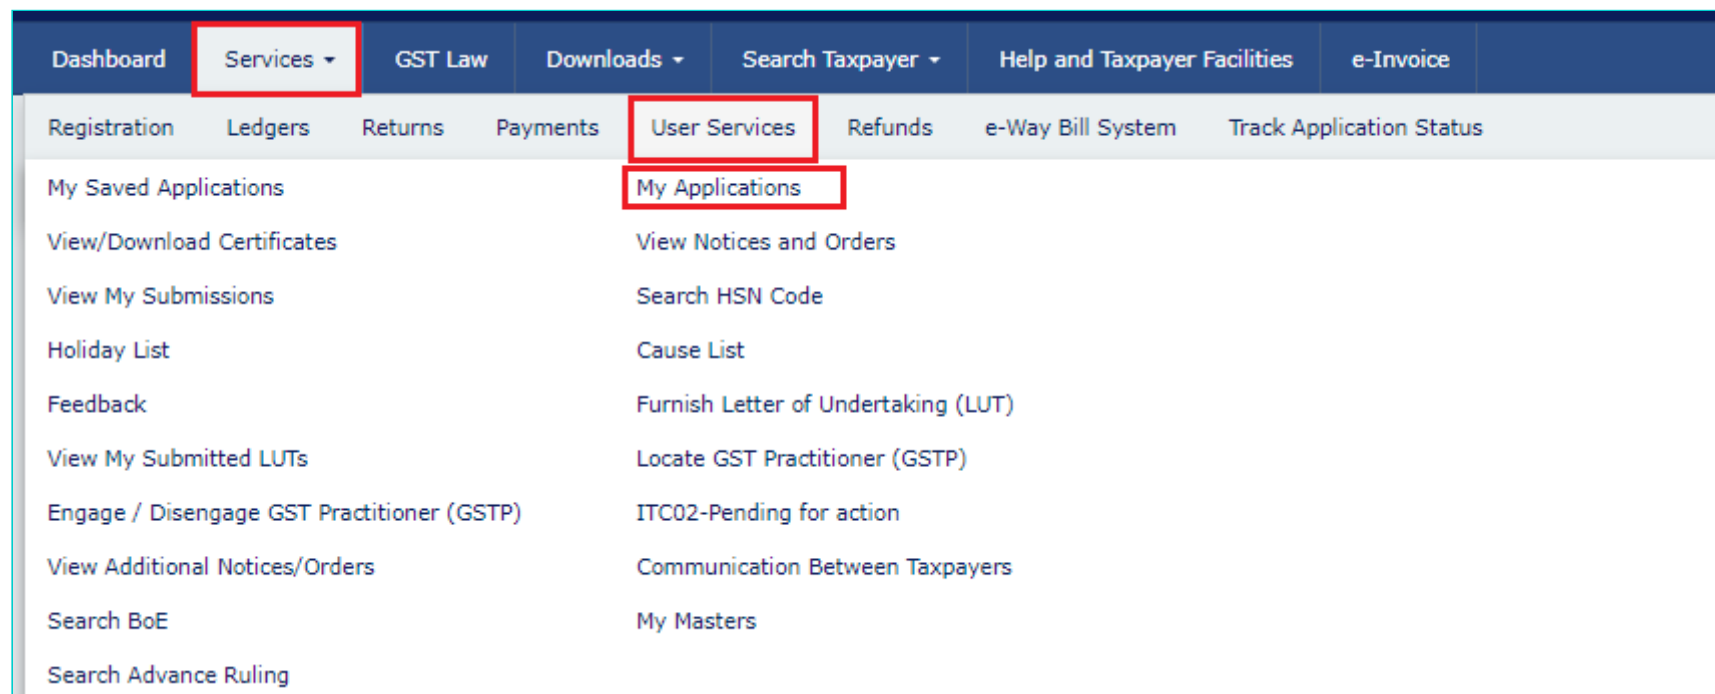 Dashboard Services GST Law Downloads Search Taxpayer Help and Taxpayer Facilities e-Invoice
Registration Ledgers Returns Payments User Services Refunds e-Way Bill System Track Application Status
My Saved Applications My Applications
View/Download Certificates View Notices and Orders
View My Submissions Search HSN Code
Holiday List Cause List
Feedback Furnish Letter of Undertaking (LUT)
View My Submitted LUTs Locate GST Practitioner (GSTP)
Engage / Disengage GST Practitioner (GSTP) ITC02-Pending for action
View Additional Notices/Orders Communication Between Taxpayers
Search BoE My Masters
Search Advance Ruling